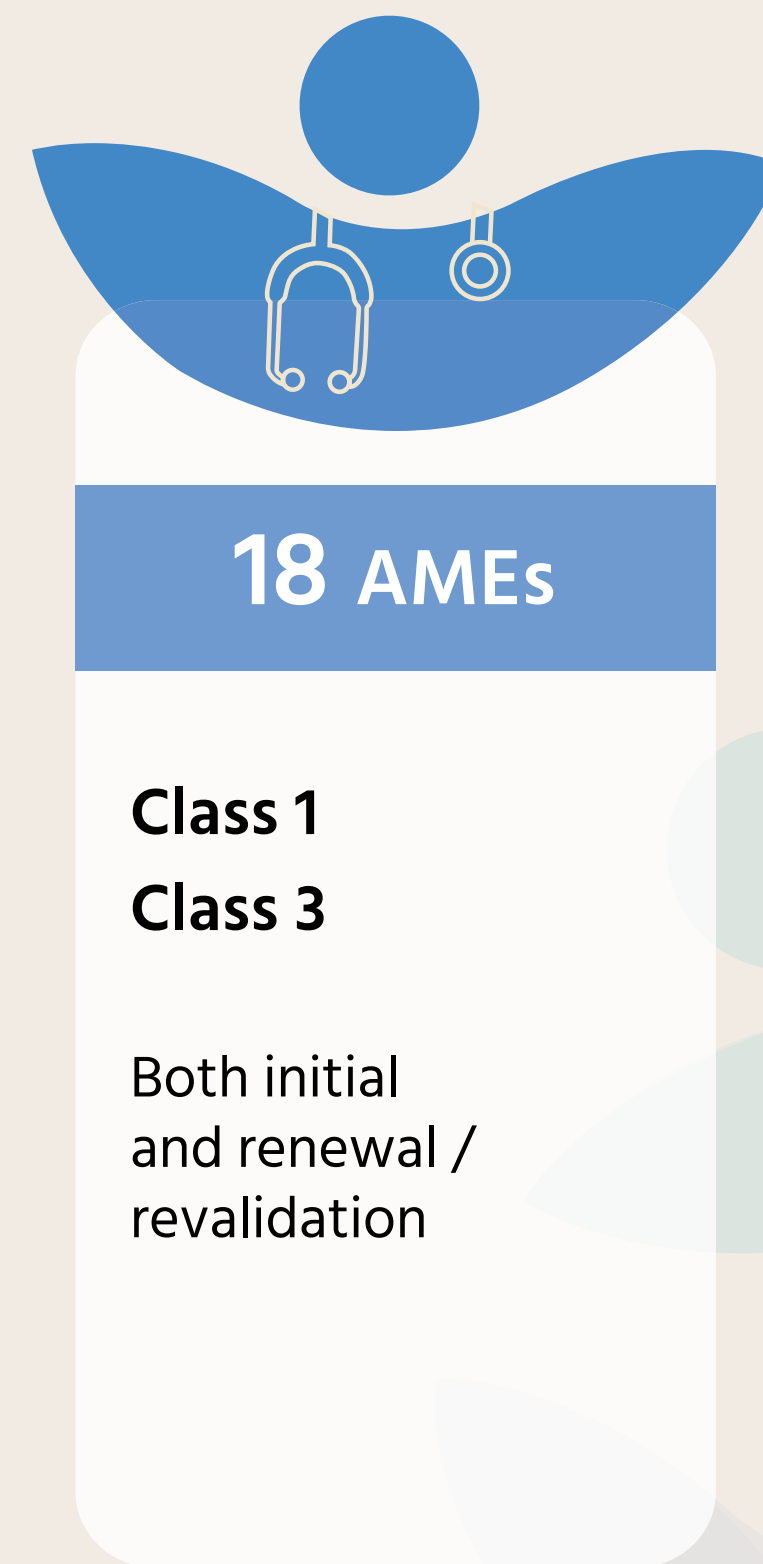 18 AMEs
Class 1
Class 3
Both initial
and renewal /
revalidation